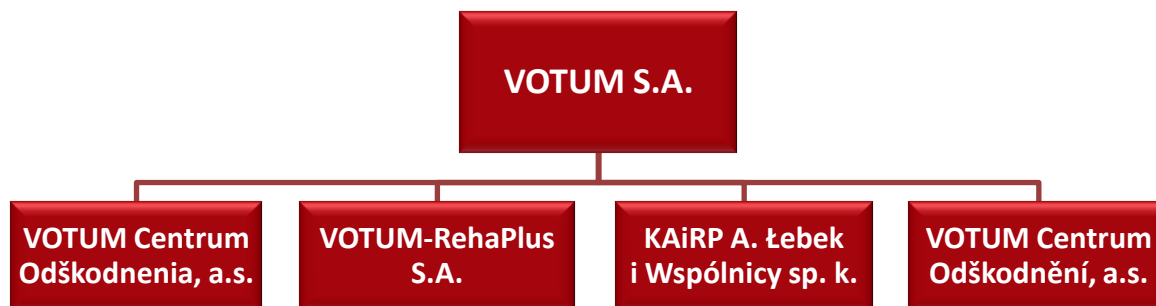 VOTUM S.A.
VOTUM Centrum
Odškodnenia, a.s.
VOTUM-RehaPlus
S.A.
KAiRP A. Łebek
i Wspólnicy sp. k.
VOTUM Centrum
Odškodnění, a.s.